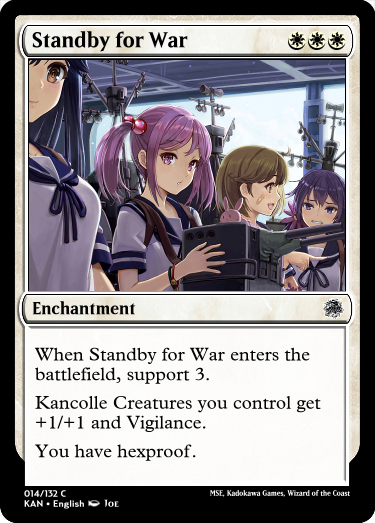 Standby for War
Enchantment
When Standby for War enters the
battlefield, support 3.
Kancolle Creatures you control get
+1/+1 and Vigilance.
You have hexproof.
014/132 C
KAN • English JOE
MSE, Kadokawa Games, Wizard of the Coast